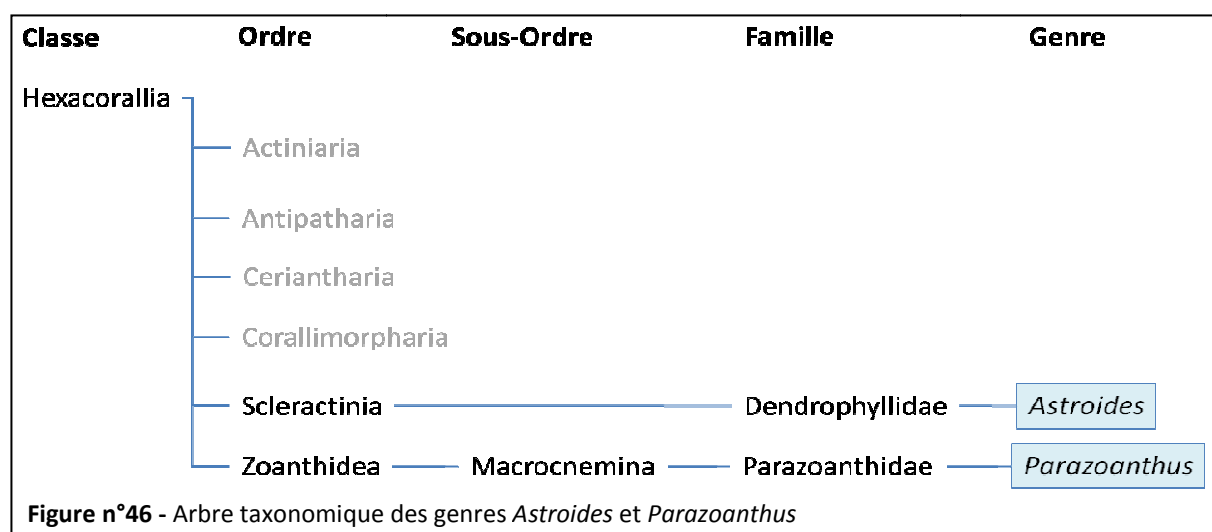 Classe Ordre Sous-Ordre Famille Genre
Hexacorallia
Actiniaria
Antipatharia
Ceriantharia
Corallimorpharia
Scleractinia Dendrophyllidae Astroides
Zoanthidea Macrocnemina Parazoanthidae Parazoanthus
Figure n°46 - Arbre taxonomique des genres Astroides et Parazoanthus